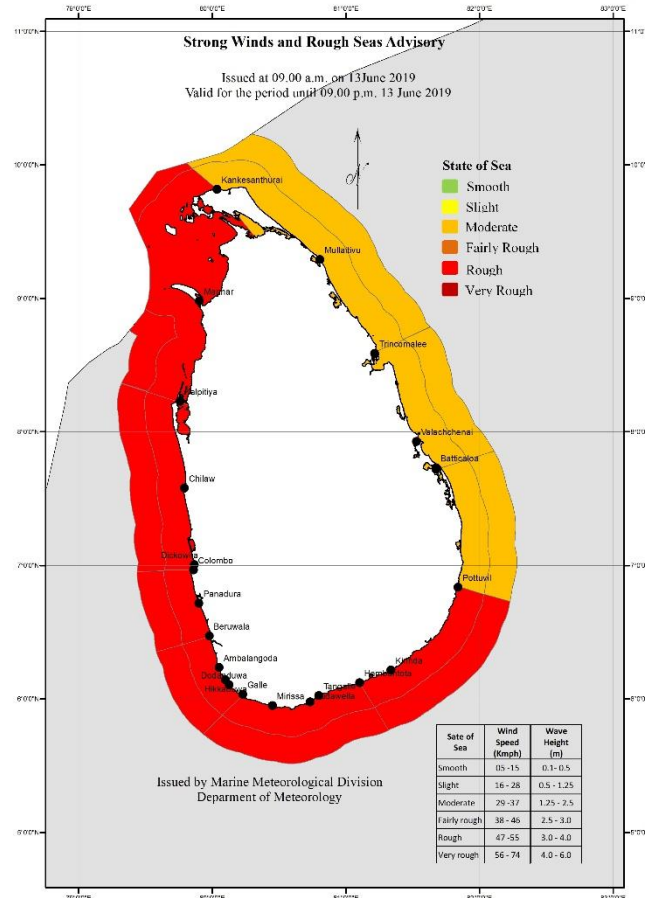 79°0'0"E 80°0'0"E 81°0'0"E 82°0'0"E 83°0'0"E
Strong Winds and Rough Seas Advisory
Issued at 09.00 a.m. on 13June 2019
Valid for the period until 09.00 p.m. 13 June 2019
10°0'0"N
9°0'0"N
8°0'0"N
7°0'0"N
6°0'0"N
State of Sea
Smooth
Slight
Moderate
Fairly Rough
Rough
Very Rough
Kankesanthurai
Mullaitivu
Mannar
Trincomalee
Kalpitiya
Valachchenai
Batticaloa
Chilaw
Colombo
Pottuvil
Panadura
Beruwala
Ambalangoda
Galle
Mirissa
Kirinda
Sate of Sea Wind Speed (Kmph) Wave Height (m)
Smooth 05 -15 0.1- 0.5
Slight 16 - 28 0.5 - 1.25
Moderate 29 -37 1.25 - 2.5
Fairly rough 38 - 46 2.5 - 3.0
Rough 47 -55 3.0 - 4.0
Very rough 56 - 74 4.0 - 6.0
Issued by Marine Meteorological Division
Deparment of Meteorology